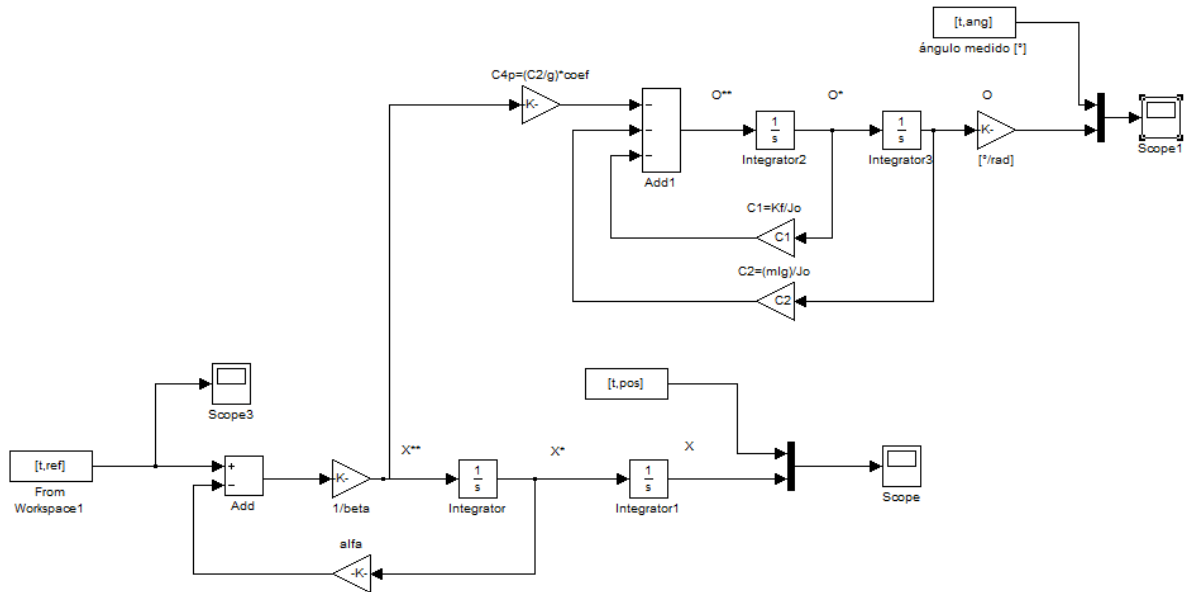 [t,ang]
ángulo medido [°]
C4p=(C2/g)*coef
K-
O**
O*
O
1
s
1
s
K-
Scope1
Integrator2
Integrator3
[°/rad]
Add1
C1=Kf/Jo
C1
C2=(mlg)/Jo
C2
[t,pos]
Scope3
X**
X*
X
[t,ref]
K-
1
s
1
s
From
Workspace1
Add
1/beta
Integrator
Integrator1
Scope
alfa
-K-